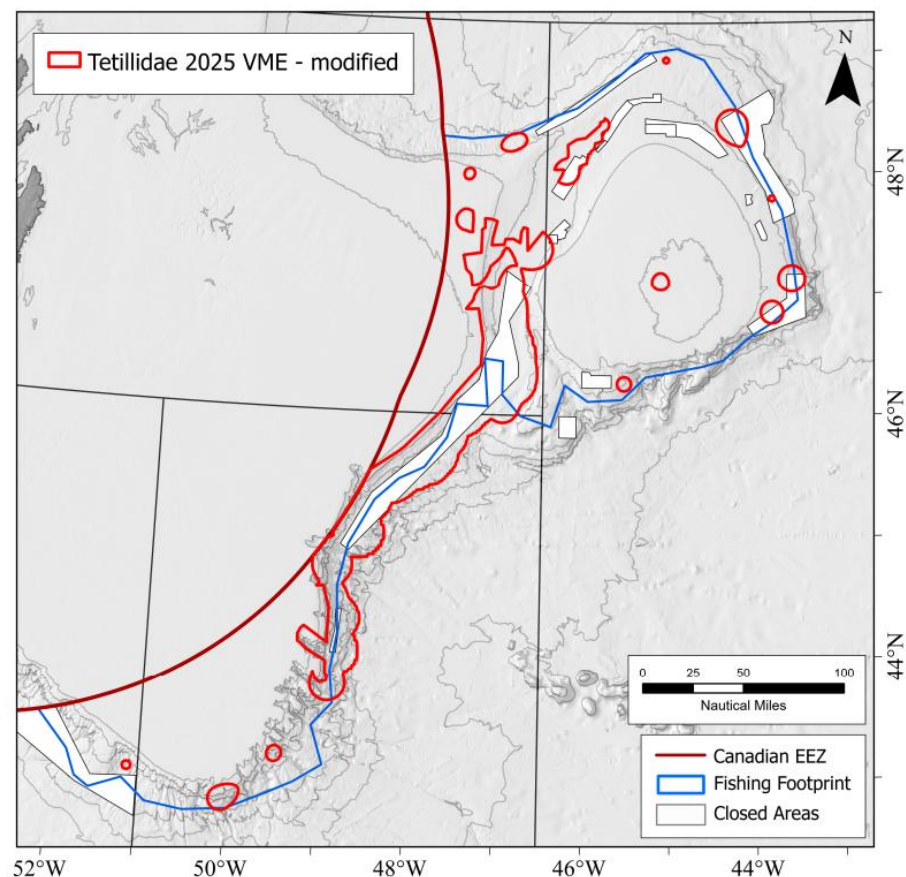 Tetillidae 2025 VME - modified
N
48°N
46°N
44°N
0 25 50 100
Nautical Miles
Canadian EEZ
Fishing Footprint
Closed Areas
52°W 50°W 48°W 46°W 44°W